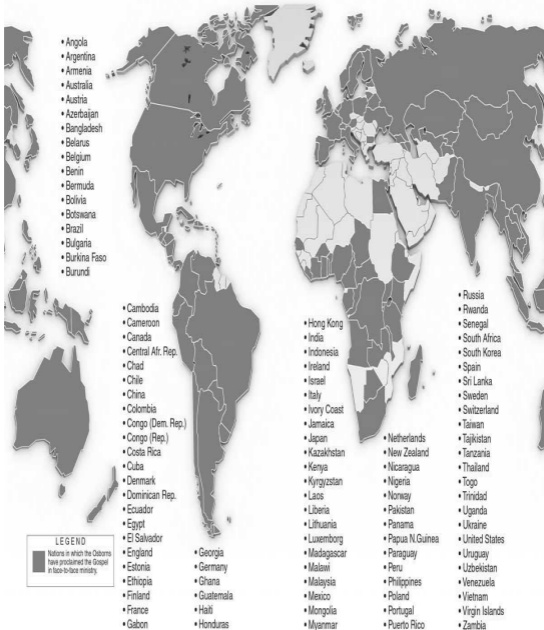 • Angola
• Argentina
• Armenia
• Australia
• Austria
• Azerbaijan
• Bangladesh
• Belarus
• Belgium
• Benin
• Bermuda
• Bolivia
• Botswana
• Brazil
• Bulgaria
• Burkina Faso
• Burundi
• Cambodia
• Cameroon
• Canada
• Central Afr. Rep.
• Chad
• Chile
• China
• Colombia
• Congo (Dem. Rep.)
• Congo (Rep.)
• Costa Rica
• Cuba
• Denmark
• Dominican Rep.
• Ecuador
• Egypt
• El Salvador
• England
• Estonia
• Ethiopia
• Finland
• France
• Gabon
• Georgia
• Germany
• Ghana
• Guatemala
• Haiti
• Honduras
• Hong Kong
• India
• Indonesia
• Ireland
• Israel
• Italy
• Ivory Coast
• Jamaica
• Japan
• Kazakhstan
• Kenya
• Kyrgyzstan
• Laos
• Liberia
• Lithuania
• Luxemborg
• Madagascar
• Malawi
• Malaysia
• Mexico
• Mongolia
• Myanmar
• Netherlands
• New Zealand
• Nicaragua
• Nigeria
• Norway
• Pakistan
• Panama
• Papua N.Guinea
• Paraguay
• Peru
• Philippines
• Poland
• Portugal
• Puerto Rico
• Russia
• Rwanda
• Senegal
• South Africa
• South Korea
• Spain
• Sri Lanka
• Sweden
• Switzerland
• Taiwan
• Tajikistan
• Tanzania
• Thailand
• Togo
• Trinidad
• Uganda
• Ukraine
• United States
• Uruguay
• Uzbekistan
• Venezuela
• Vietnam
• Virgin Islands
• Zambia
LEGEND
Nations in which the Osborns
have proclaimed the Gospel
in face-to-face ministry.